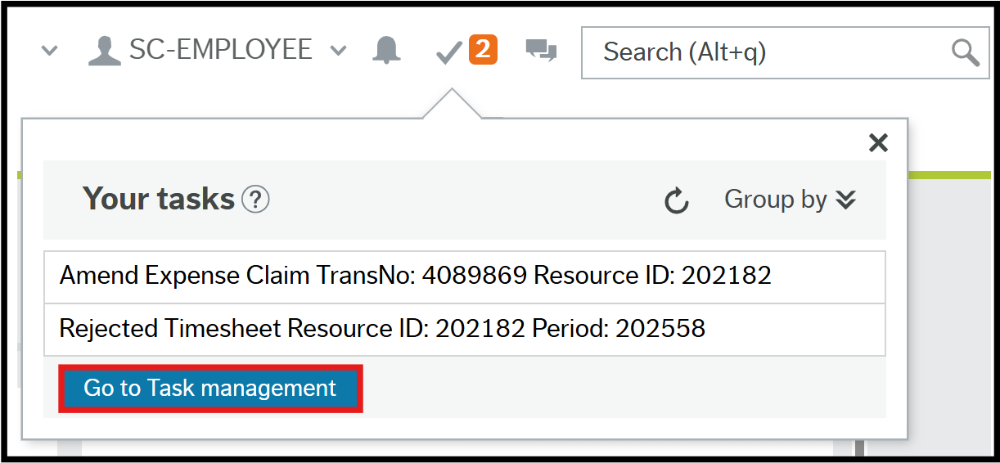 SC-EMPLOYEE 2 Search (Alt+q)
Your tasks ? Group by
Amend Expense Claim TransNo: 4089869 Resource ID: 202182
Rejected Timesheet Resource ID: 202182 Period: 202558
Go to Task management